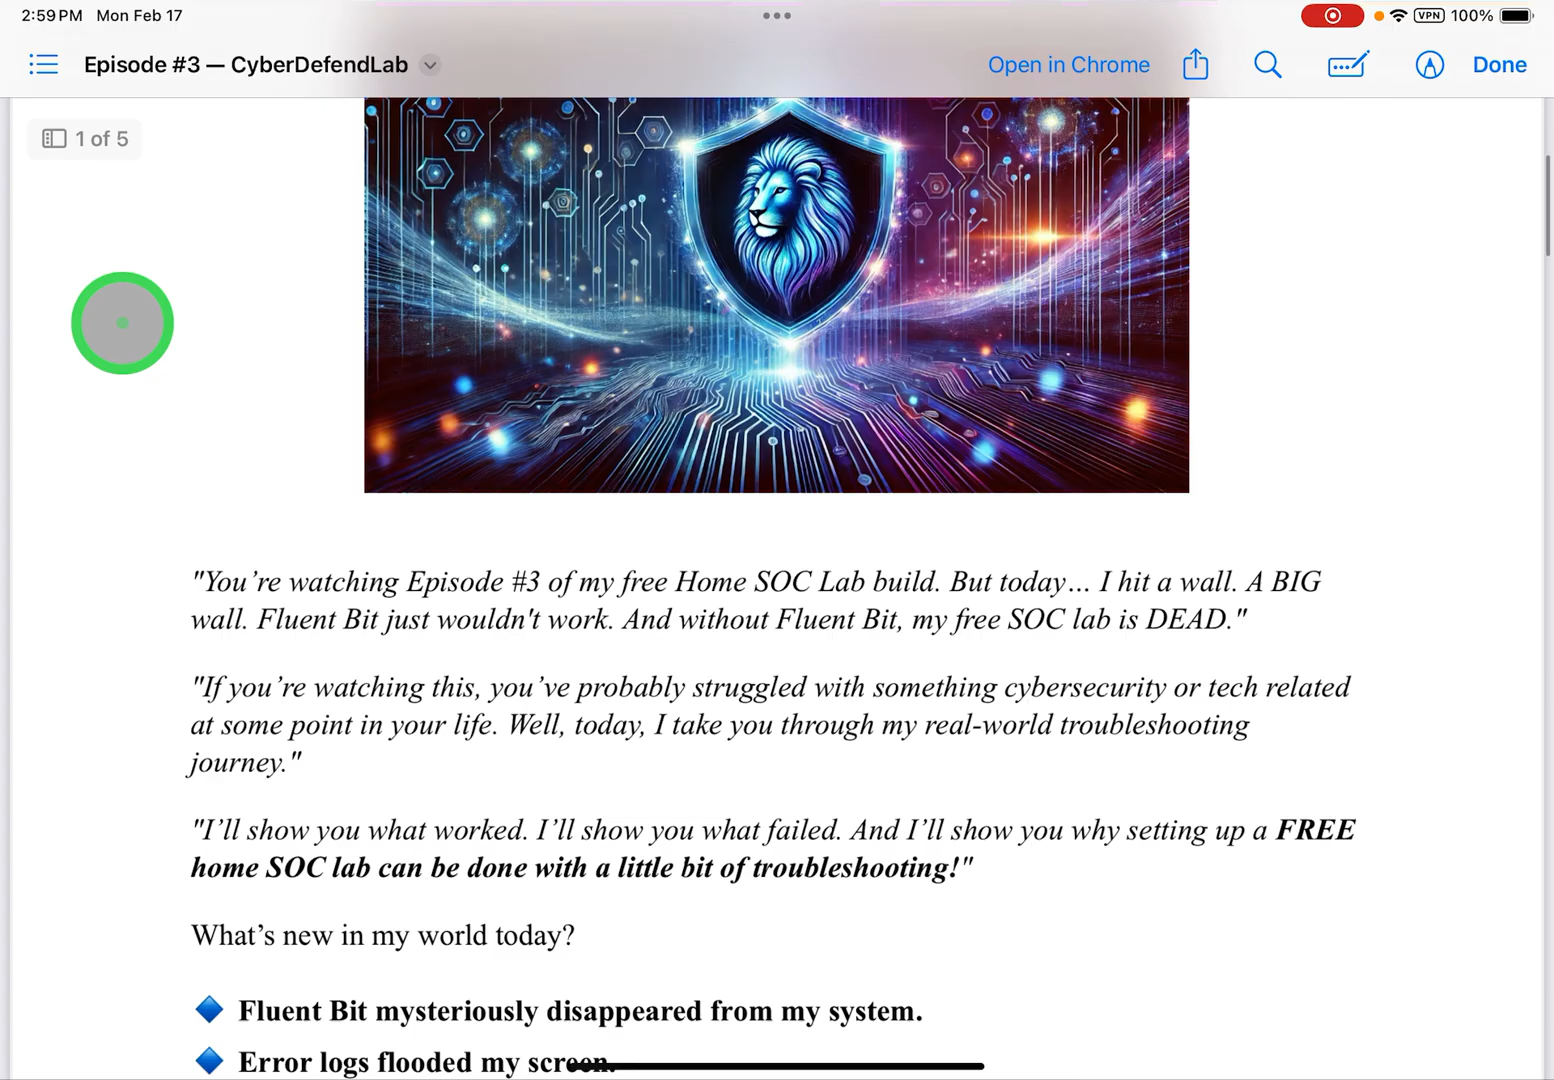 2:59 PM Mon Feb 17
VPN 100%
Episode #3 — CyberDefendLab
Open in Chrome
Done
1 of 5
"You’re watching Episode #3 of my free Home SOC Lab build. But today… I hit a wall. A BIG
wall. Fluent Bit just wouldn't work. And without Fluent Bit, my free SOC lab is DEAD."
"If you’re watching this, you’ve probably struggled with something cybersecurity or tech related
at some point in your life. Well, today, I take you through my real-world troubleshooting
journey."
"I’ll show you what worked. I’ll show you what failed. And I’ll show you why setting up a FREE
home SOC lab can be done with a little bit of troubleshooting!"
What’s new in my world today?
Fluent Bit mysteriously disappeared from my system.
Error logs flooded my screen.